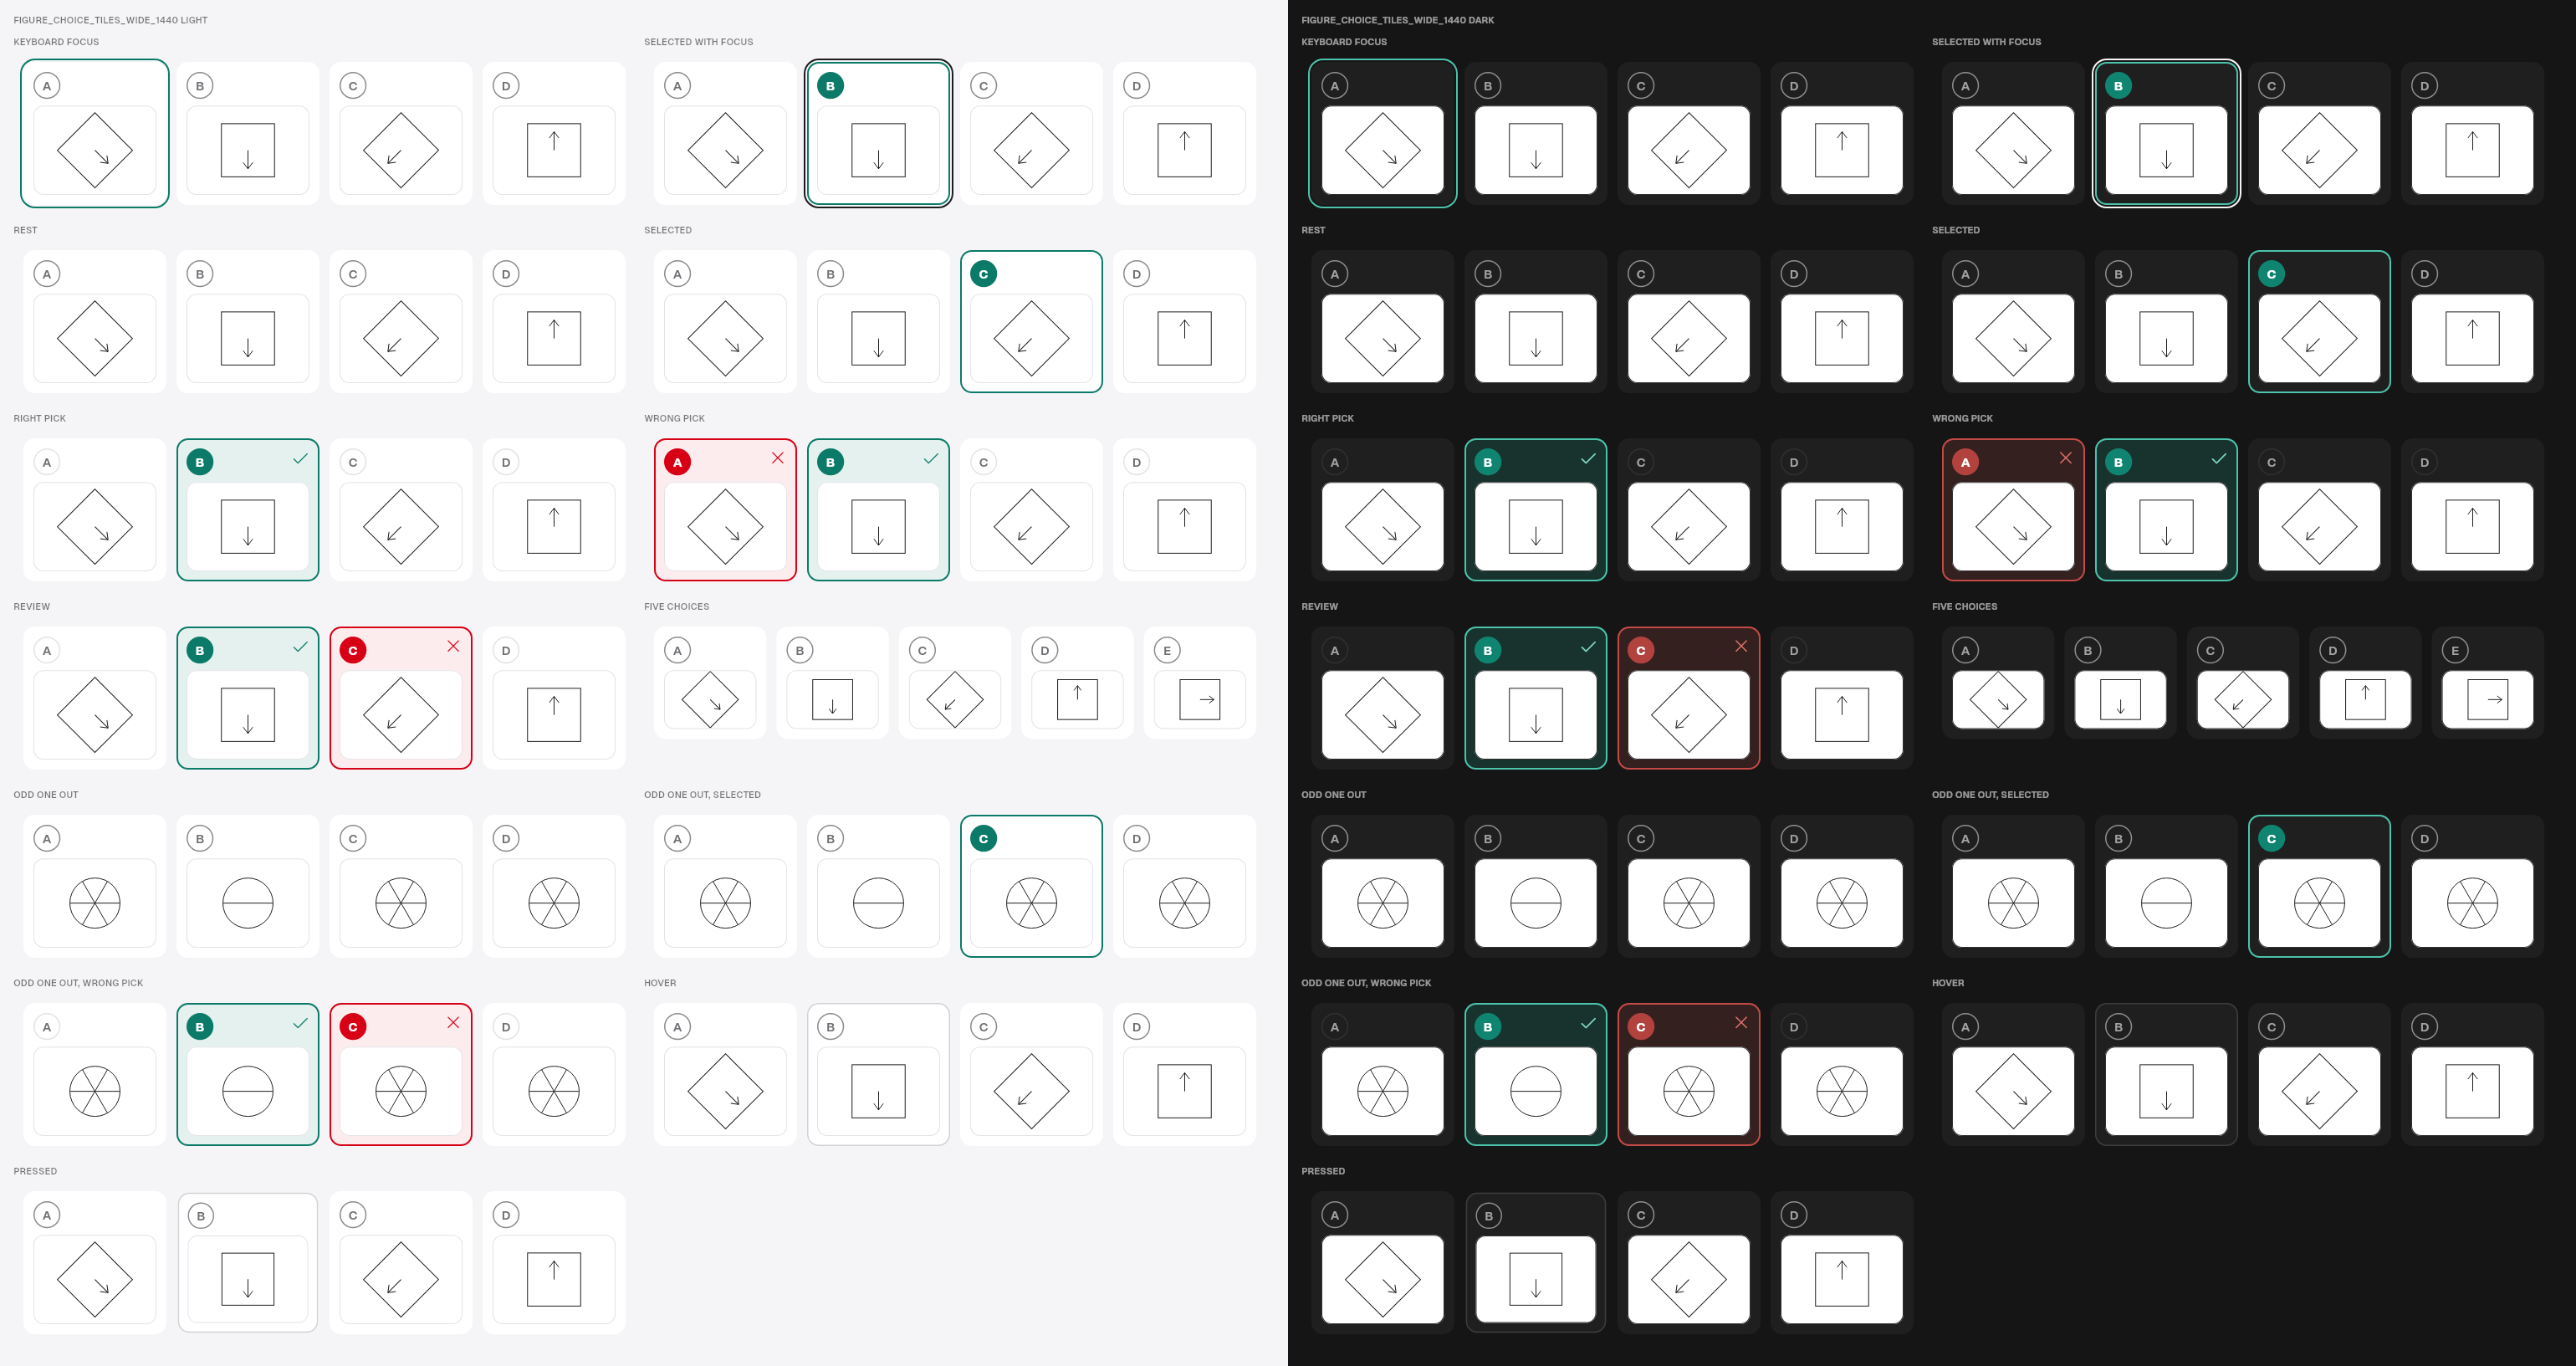 FIGURE_CHOICE_TILES_WIDE_1440 LIGHT
KEYBOARD FOCUS
A B C D
SELECTED WITH FOCUS
A B C D
REST
A B C D
SELECTED
A B C D
RIGHT PICK
A B C D
WRONG PICK
A B C D
REVIEW
A B C D
FIVE CHOICES
A B C D E
ODD ONE OUT
A B C D
ODD ONE OUT, SELECTED
A B C D
ODD ONE OUT, WRONG PICK
A B C D
HOVER
A B C D
PRESSED
A B C D
FIGURE_CHOICE_TILES_WIDE_1440 DARK
KEYBOARD FOCUS
A B C D
SELECTED WITH FOCUS
A B C D
REST
A B C D
SELECTED
A B C D
RIGHT PICK
A B C D
WRONG PICK
A B C D
REVIEW
A B C D
FIVE CHOICES
A B C D E
ODD ONE OUT
A B C D
ODD ONE OUT, SELECTED
A B C D
ODD ONE OUT, WRONG PICK
A B C D
HOVER
A B C D
PRESSED
A B C D